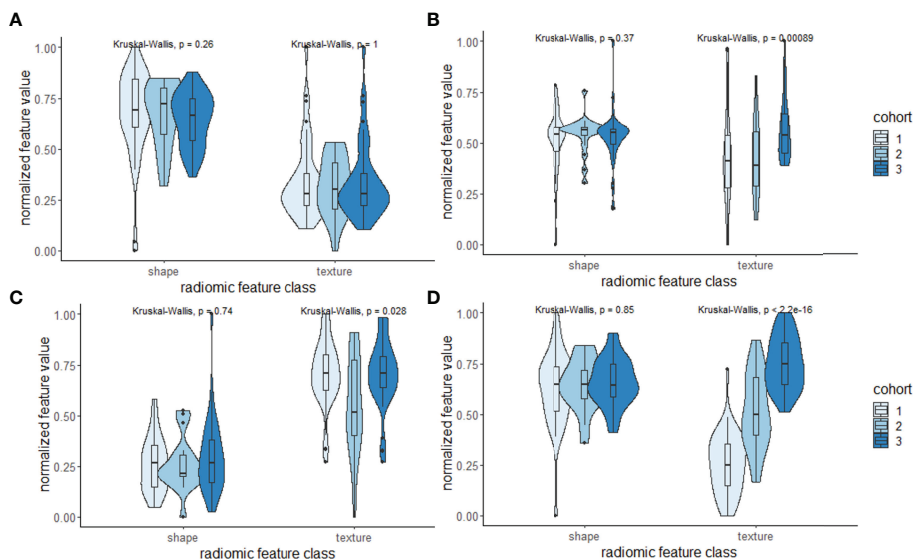 A
B
Kruskal-Wallis, p = 0.26
Kruskal-Wallis, p = 1
Kruskal-Wallis, p = 0.37
Kruskal-Wallis, p = 0.00089
normalized feature value
1.00
0.75
0.50
0.25
0.00
shape
texture
radiomic feature class
normalized feature value
1.00
0.75
0.50
0.25
0.00
shape
texture
radiomic feature class
cohort
1
2
3
C
D
Kruskal-Wallis, p = 0.74
Kruskal-Wallis, p = 0.028
Kruskal-Wallis, p = 0.85
Kruskal-Wallis, p < 2.2e-16
normalized feature value
1.00
0.75
0.50
0.25
0.00
shape
texture
radiomic feature class
normalized feature value
1.00
0.75
0.50
0.25
0.00
shape
texture
radiomic feature class
cohort
1
2
3